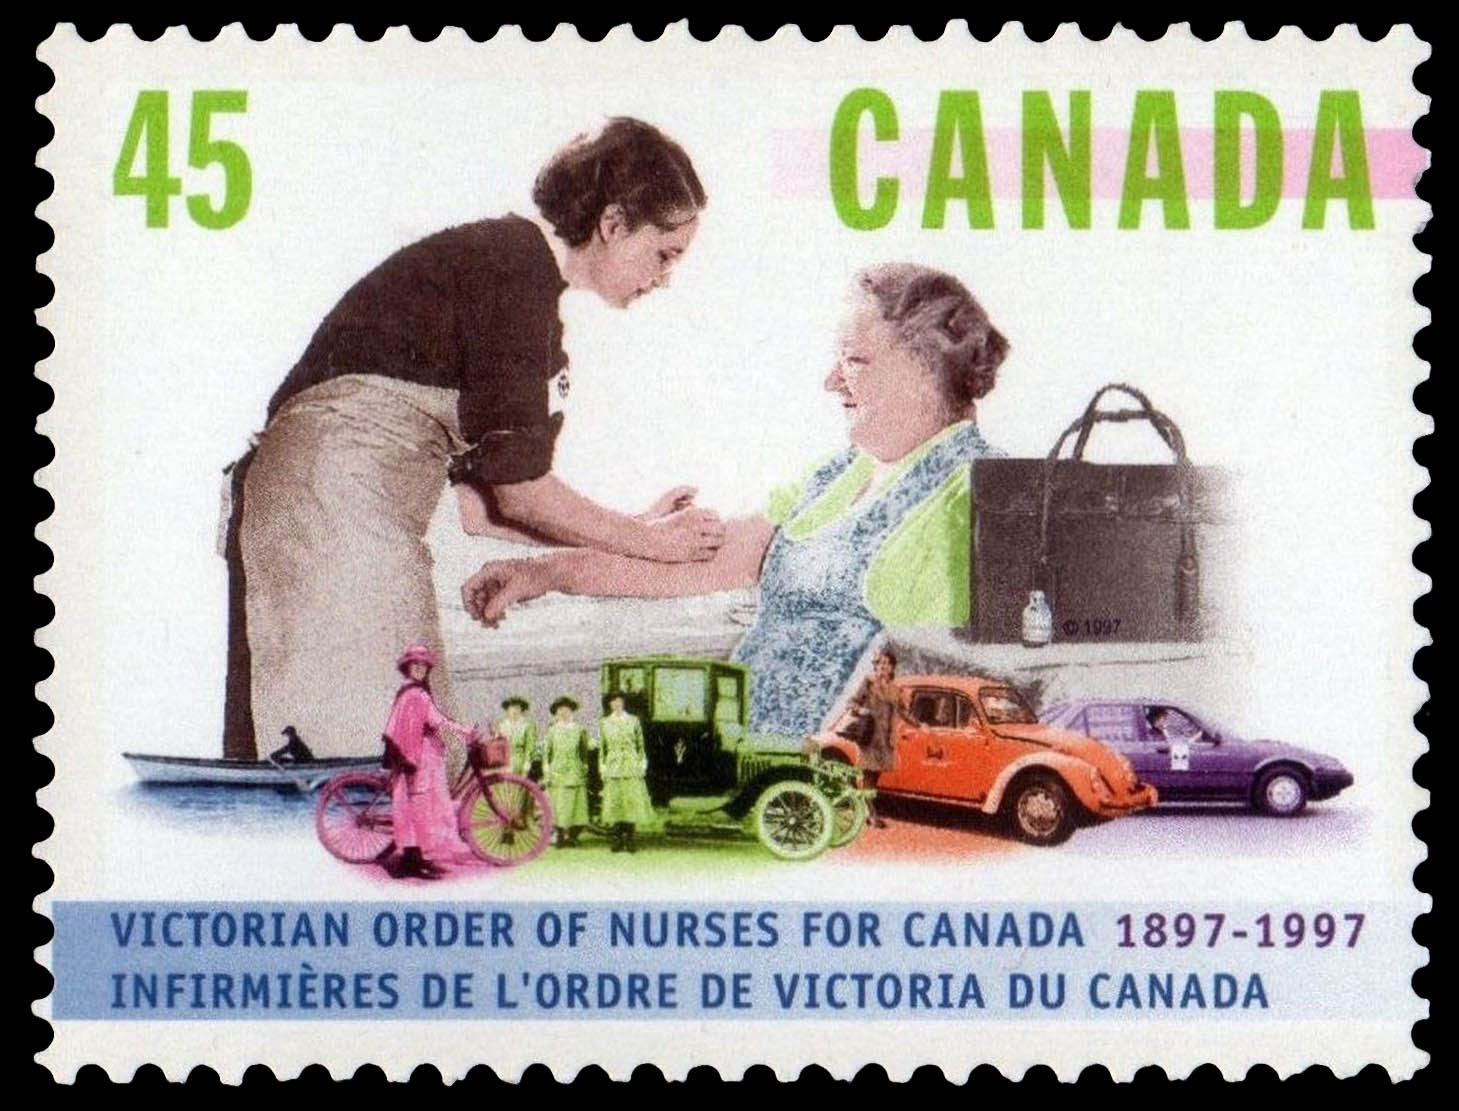 45
CANADA
© 1997
VICTORIAN ORDER OF NURSES FOR CANADA 1897-1997
INFIRMIÈRES DE L'ORDRE DE VICTORIA DU CANADA